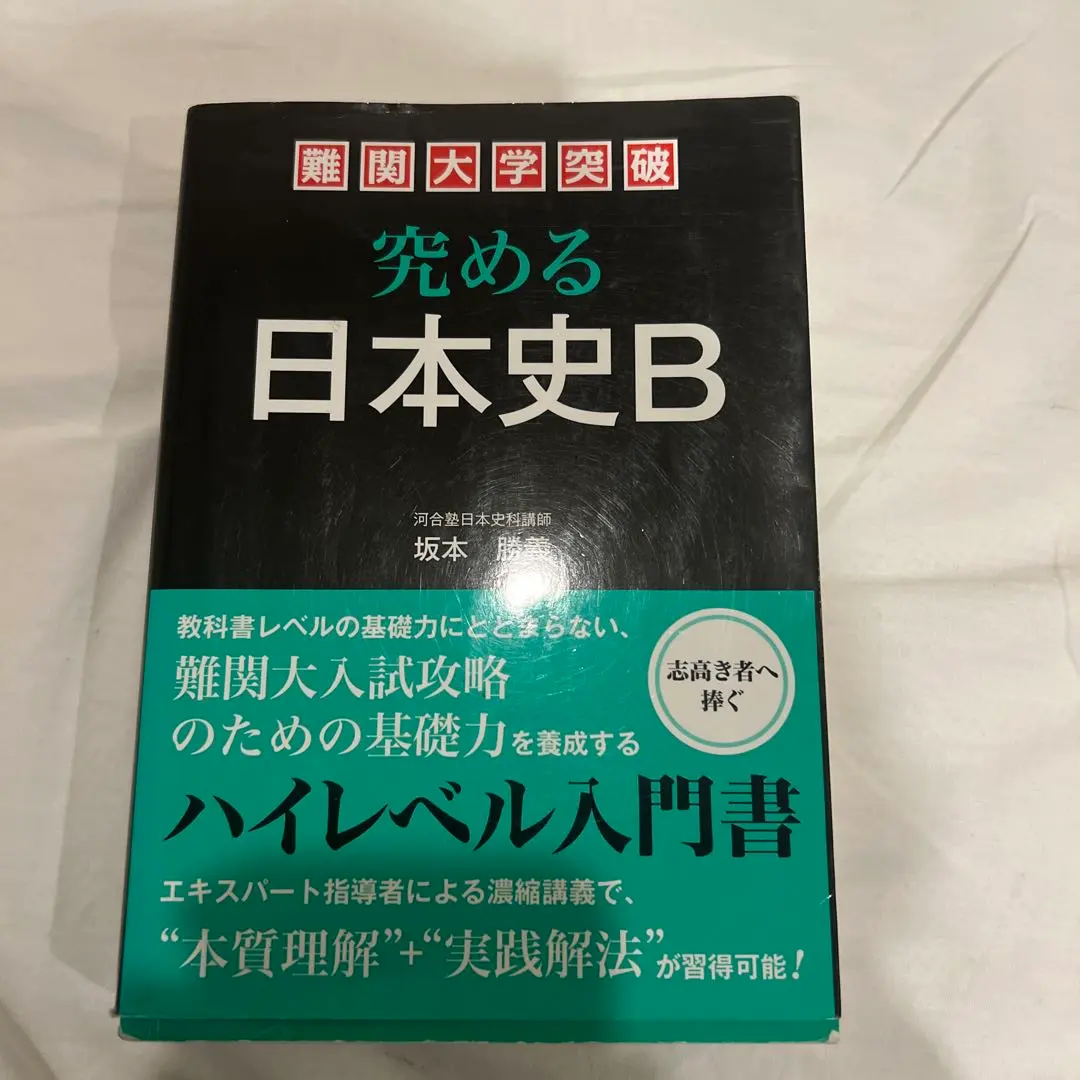 難関大学突破
究める
日本史B
河合塾日本史科講師
坂本 勝義
教科書レベルの基礎力にとどまらない、
難関大入試攻略
のための基礎力を養成する
志高き者へ
捧ぐ
ハイレベル入門書
エキスパート指導者による濃縮講義で、
“本質理解”+“実践解法”が習得可能!